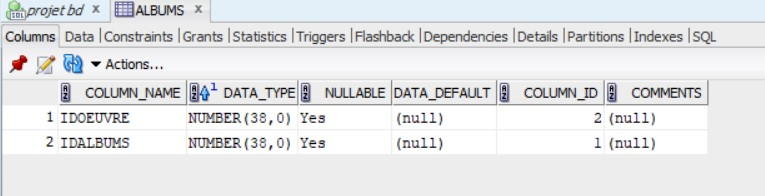 projet bd x ALBUMS x
Columns Data Constraints Grants Statistics Triggers Flashback Dependencies Details Partitions Indexes SQL
Actions...
COLUMN_NAME 1 DATA_TYPE NULLABLE DATA_DEFAULT COLUMN_ID COMMENTS
1 IDOEUVRE NUMBER(38,0) Yes (null) 2 (null)
2 IDALBUMS NUMBER(38,0) Yes (null) 1 (null)